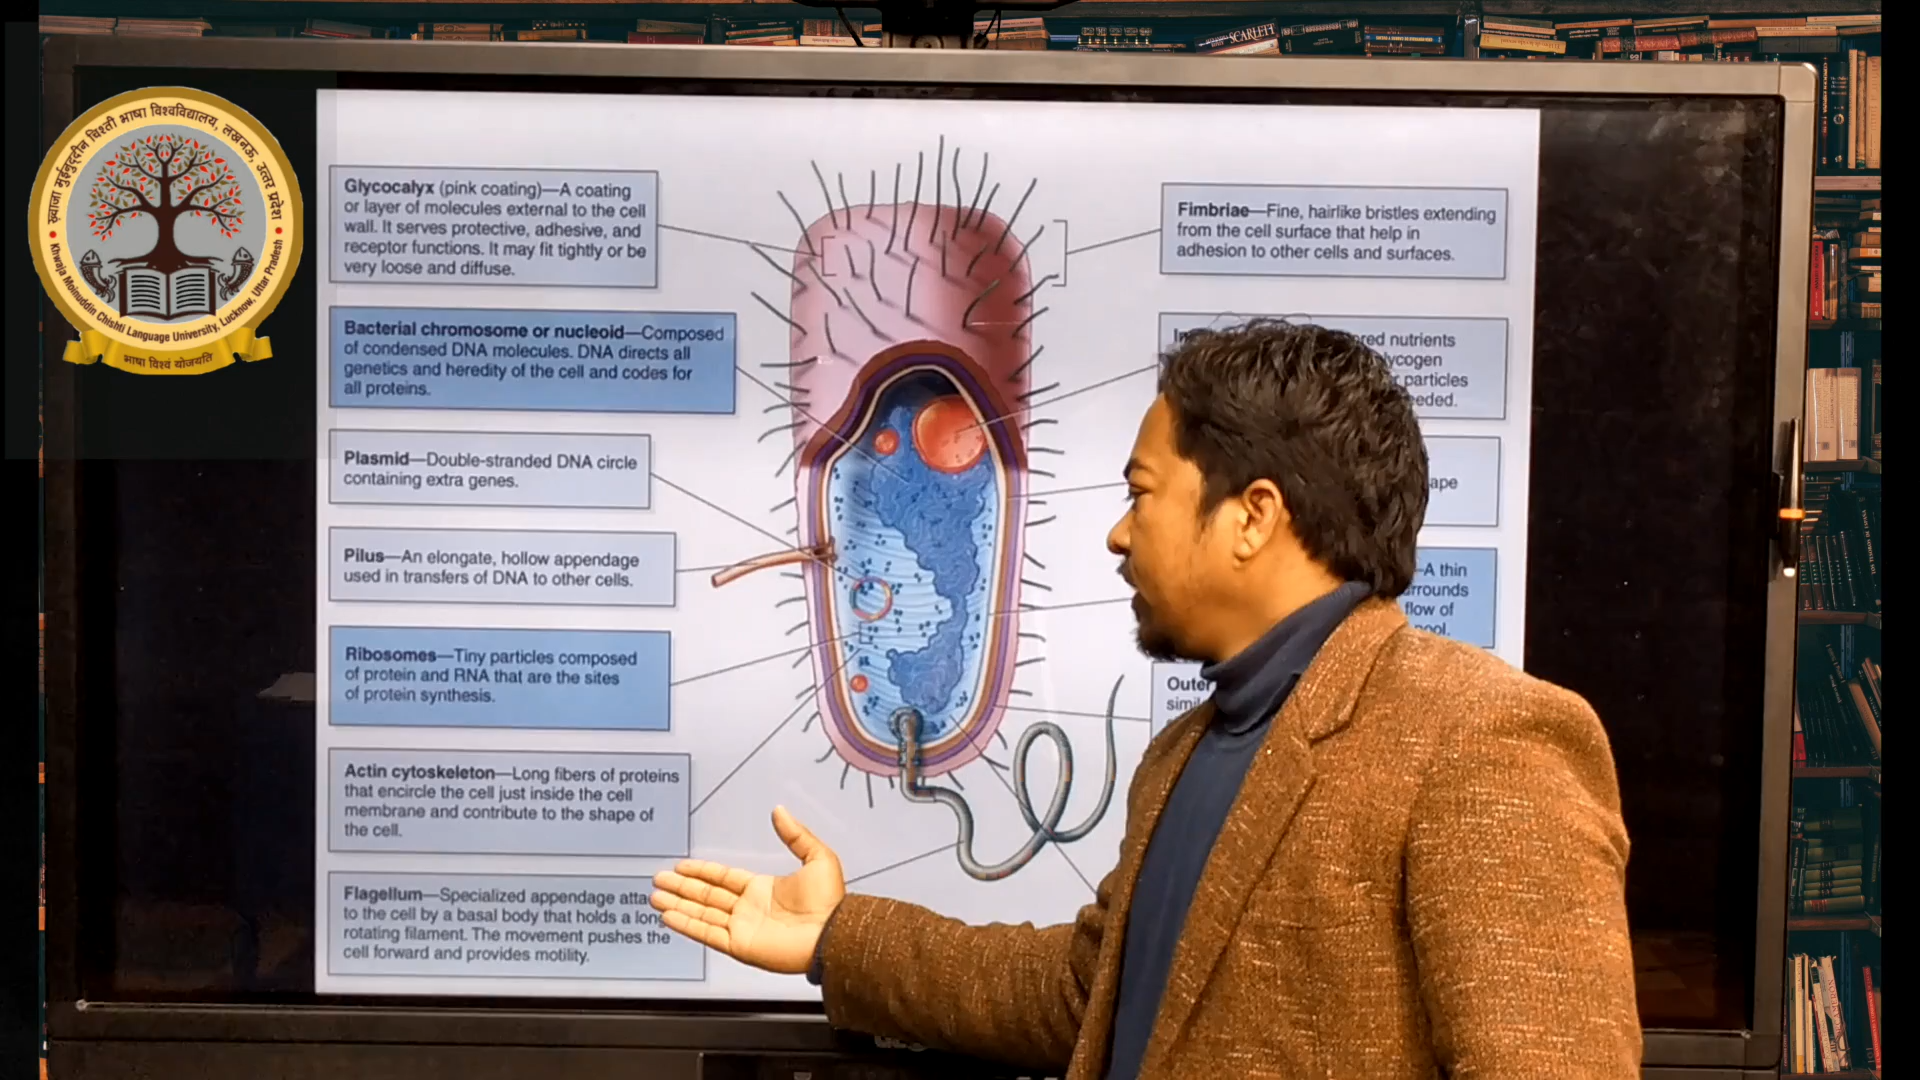 ख़्वाजा मुईनुद्दीन चिश्ती भाषा विश्वविद्यालय, लखनऊ, उत्तर प्रदेश
Khwaja Moinuddin Chishti Language University, Lucknow, Uttar Pradesh
भाषा विश्वं योजयति
SCARLETT
Glycocalyx (pink coating)—A coating
or layer of molecules external to the cell
wall. It serves protective, adhesive, and
receptor functions. It may fit tightly or be
very loose and diffuse.
Bacterial chromosome or nucleoid—Composed
of condensed DNA molecules. DNA directs all
genetics and heredity of the cell and codes for
all proteins.
Plasmid—Double-stranded DNA circle
containing extra genes.
Pilus—An elongate, hollow appendage
used in transfers of DNA to other cells.
Ribosomes—Tiny particles composed
of protein and RNA that are the sites
of protein synthesis.
Actin cytoskeleton—Long fibers of proteins
that encircle the cell just inside the cell
membrane and contribute to the shape of
the cell.
Flagellum—Specialized appendage atta
to the cell by a basal body that holds a long
rotating filament. The movement pushes the
cell forward and provides motility.
Fimbriae—Fine, hairlike bristles extending
from the cell surface that help in
adhesion to other cells and surfaces.
red nutrients
lycogen
particles
eeded.
ape
—A thin
rrounds
flow of
pool.
Outer
simil